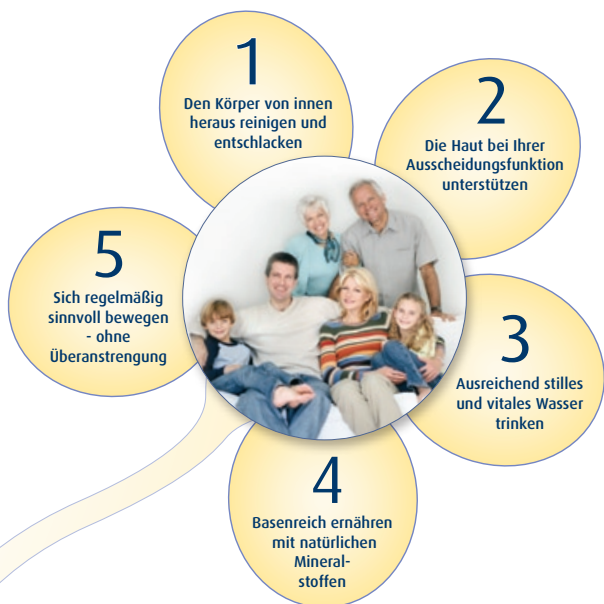 1
Den Körper von innen
heraus reinigen und
entschlacken
2
Die Haut bei Ihrer
Ausscheidungsfunktion
unterstützen
3
Ausreichend stilles
und vitales Wasser
trinken
4
Basenreich ernähren
mit natürlichen
Mineral-
stoffen
5
Sich regelmäßig
sinnvoll bewegen
- ohne
Überanstrengung